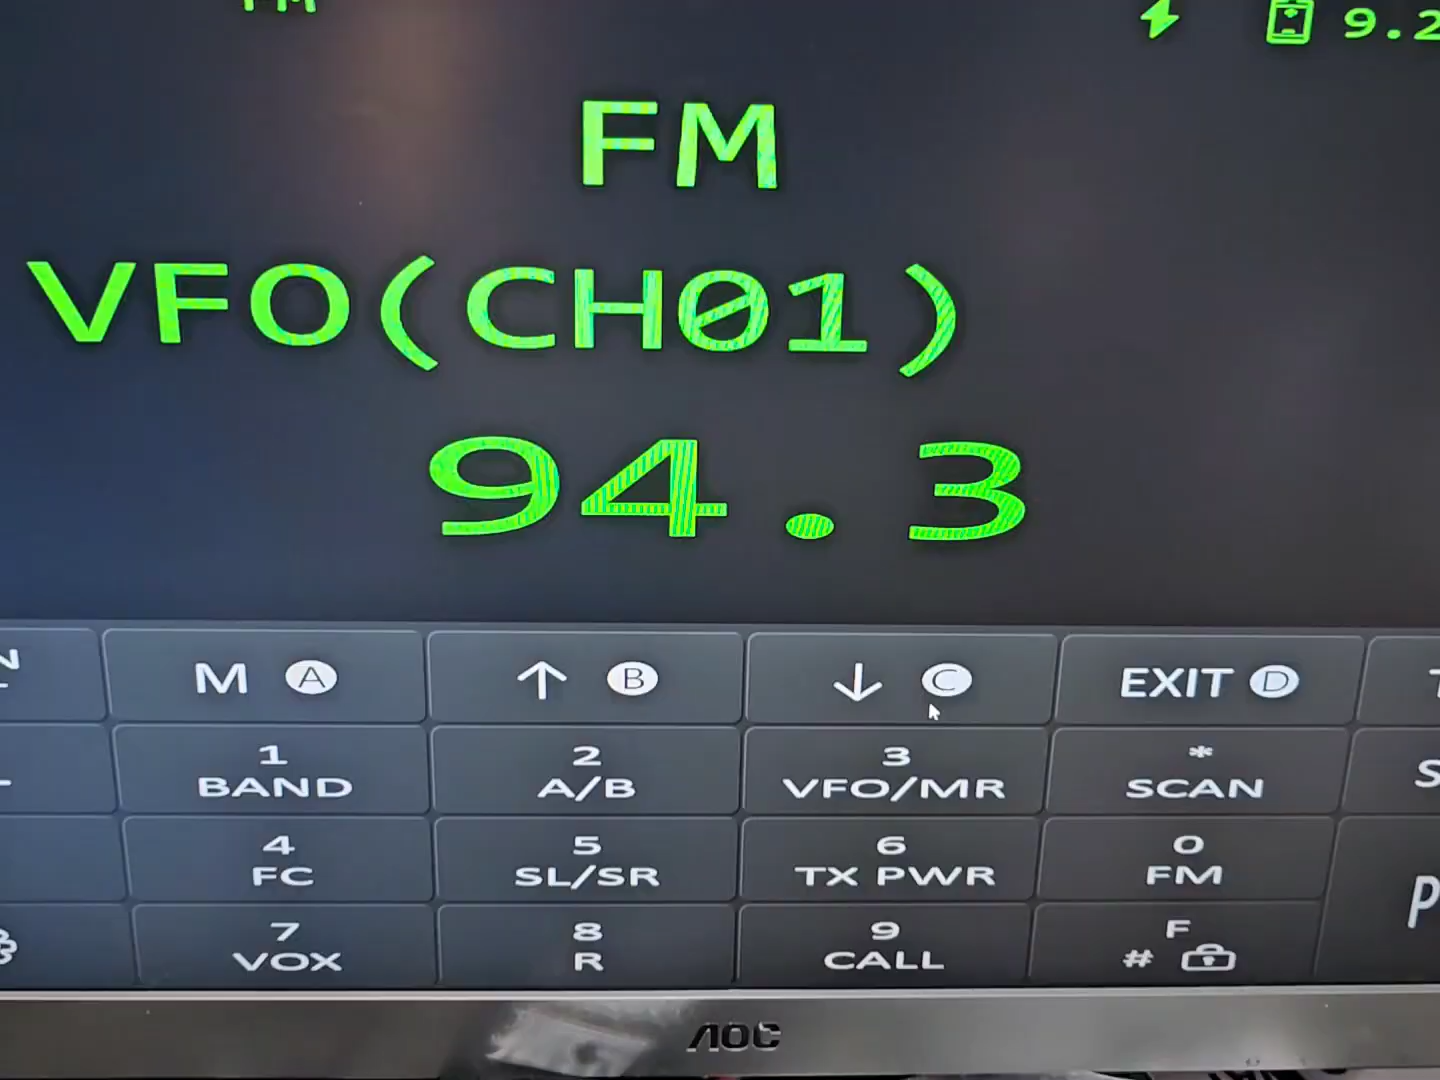 FM
9.2
FM
VFO(CH01)
94.3
M A
↑ B
↓ C
EXIT D
1
BAND
2
A/B
3
VFO/MR
*
SCAN
4
FC
5
SL/SR
6
TX PWR
0
FM
7
VOX
8
R
9
CALL
F
#
AOC